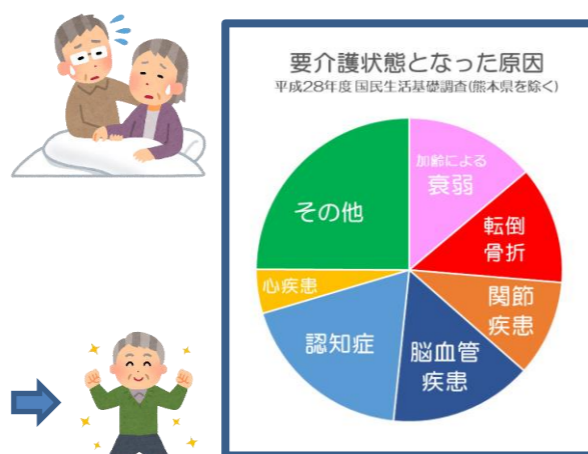 要介護状態となった原因
平成28年度 国民生活基礎調査(熊本県を除く)
加齢による
衰弱
転倒
骨折
関節
疾患
脳血管
疾患
認知症
心疾患
その他